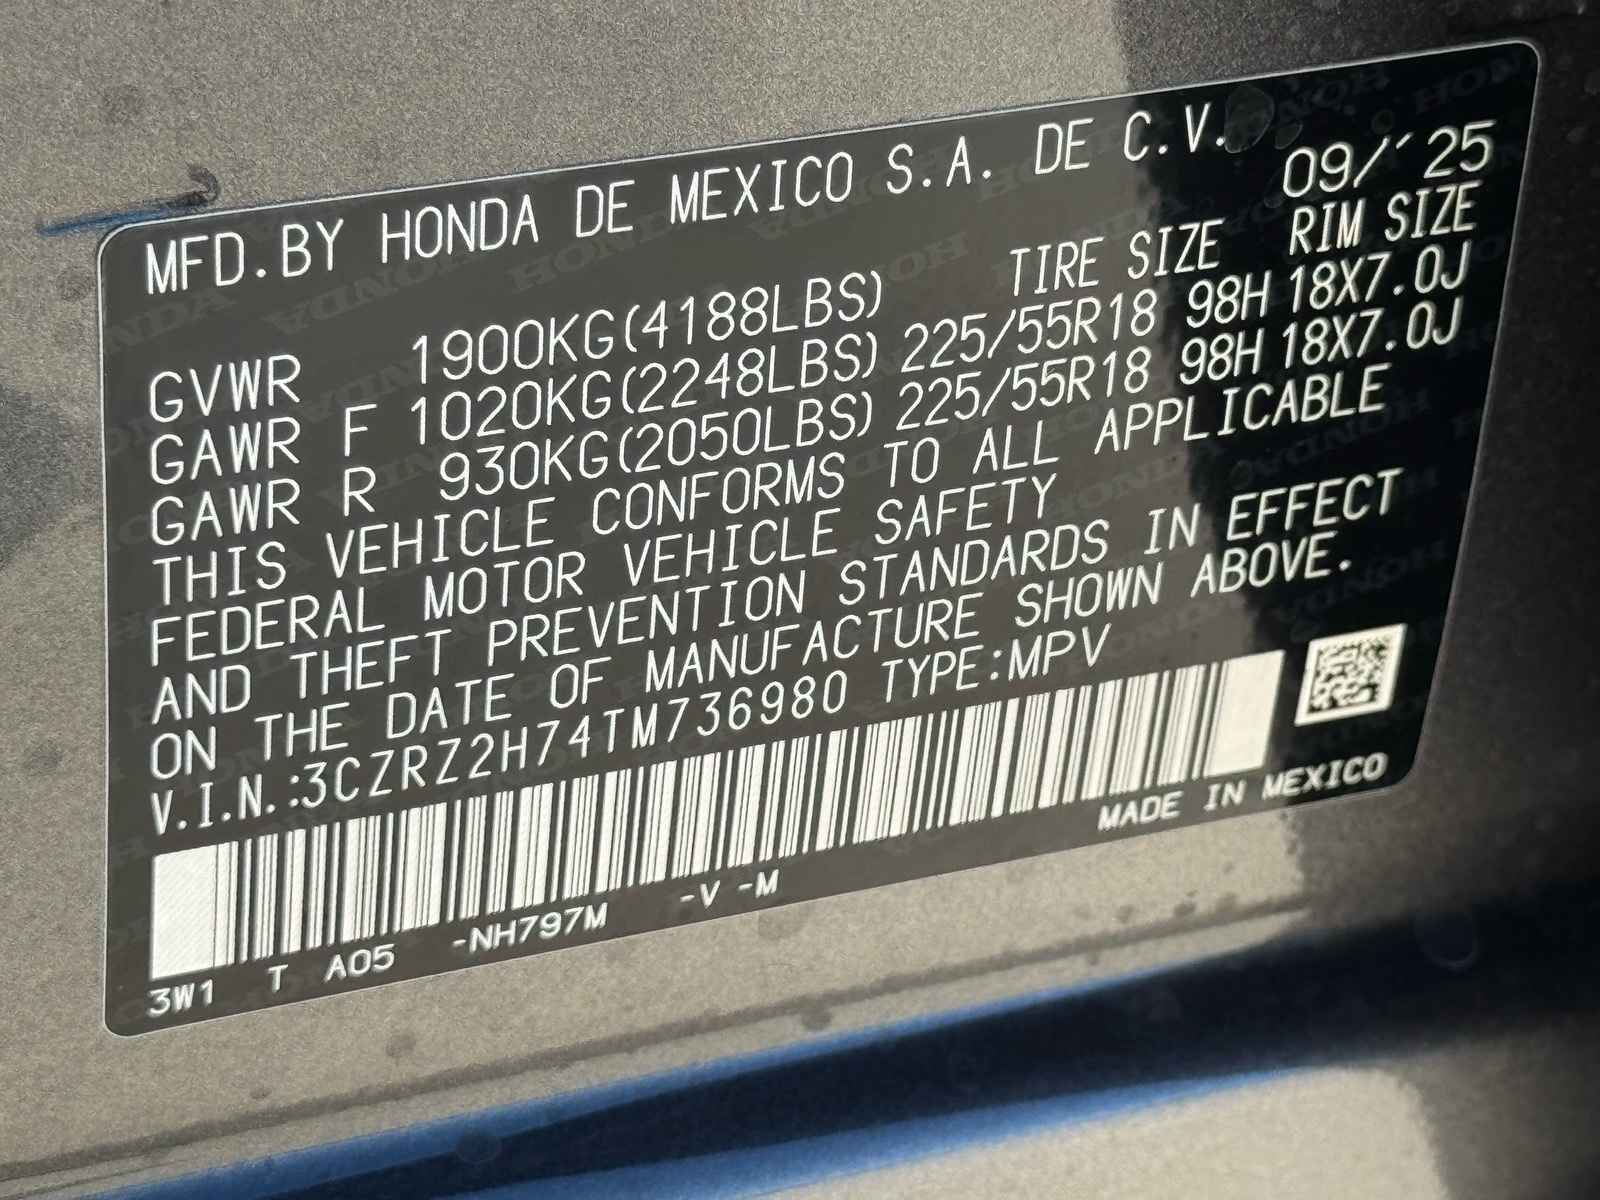 MFD.BY HONDA DE MEXICO S.A. DE C.V.
09/´25
TIRE SIZE RIM SIZE
GVWR 1900KG(4188LBS)
GAWR F 1020KG(2248LBS) 225/55R18 98H 18X7.0J
GAWR R 930KG(2050LBS) 225/55R18 98H 18X7.0J
THIS VEHICLE CONFORMS TO ALL APPLICABLE
FEDERAL MOTOR VEHICLE SAFETY
AND THEFT PREVENTION STANDARDS IN EFFECT
ON THE DATE OF MANUFACTURE SHOWN ABOVE.
V.I.N.:3CZRZ2H74TM736980 TYPE:MPV
MADE IN MEXICO
3W1 T A05 -NH797M -V -M